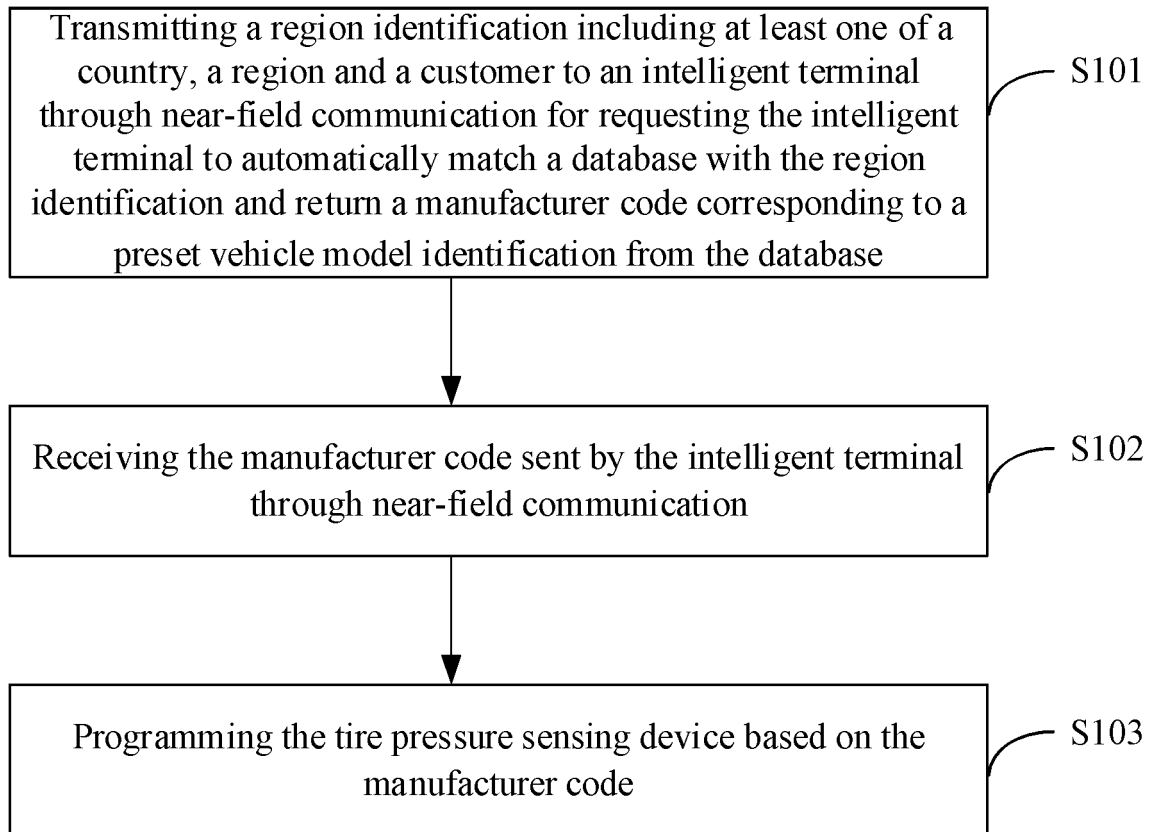 Transmitting a region identification including at least one of a
country, a region and a customer to an intelligent terminal
through near-field communication for requesting the intelligent
terminal to automatically match a database with the region
identification and return a manufacturer code corresponding to a
preset vehicle model identification from the database
S101
Receiving the manufacturer code sent by the intelligent terminal
through near-field communication
S102
Programming the tire pressure sensing device based on the
manufacturer code
S103